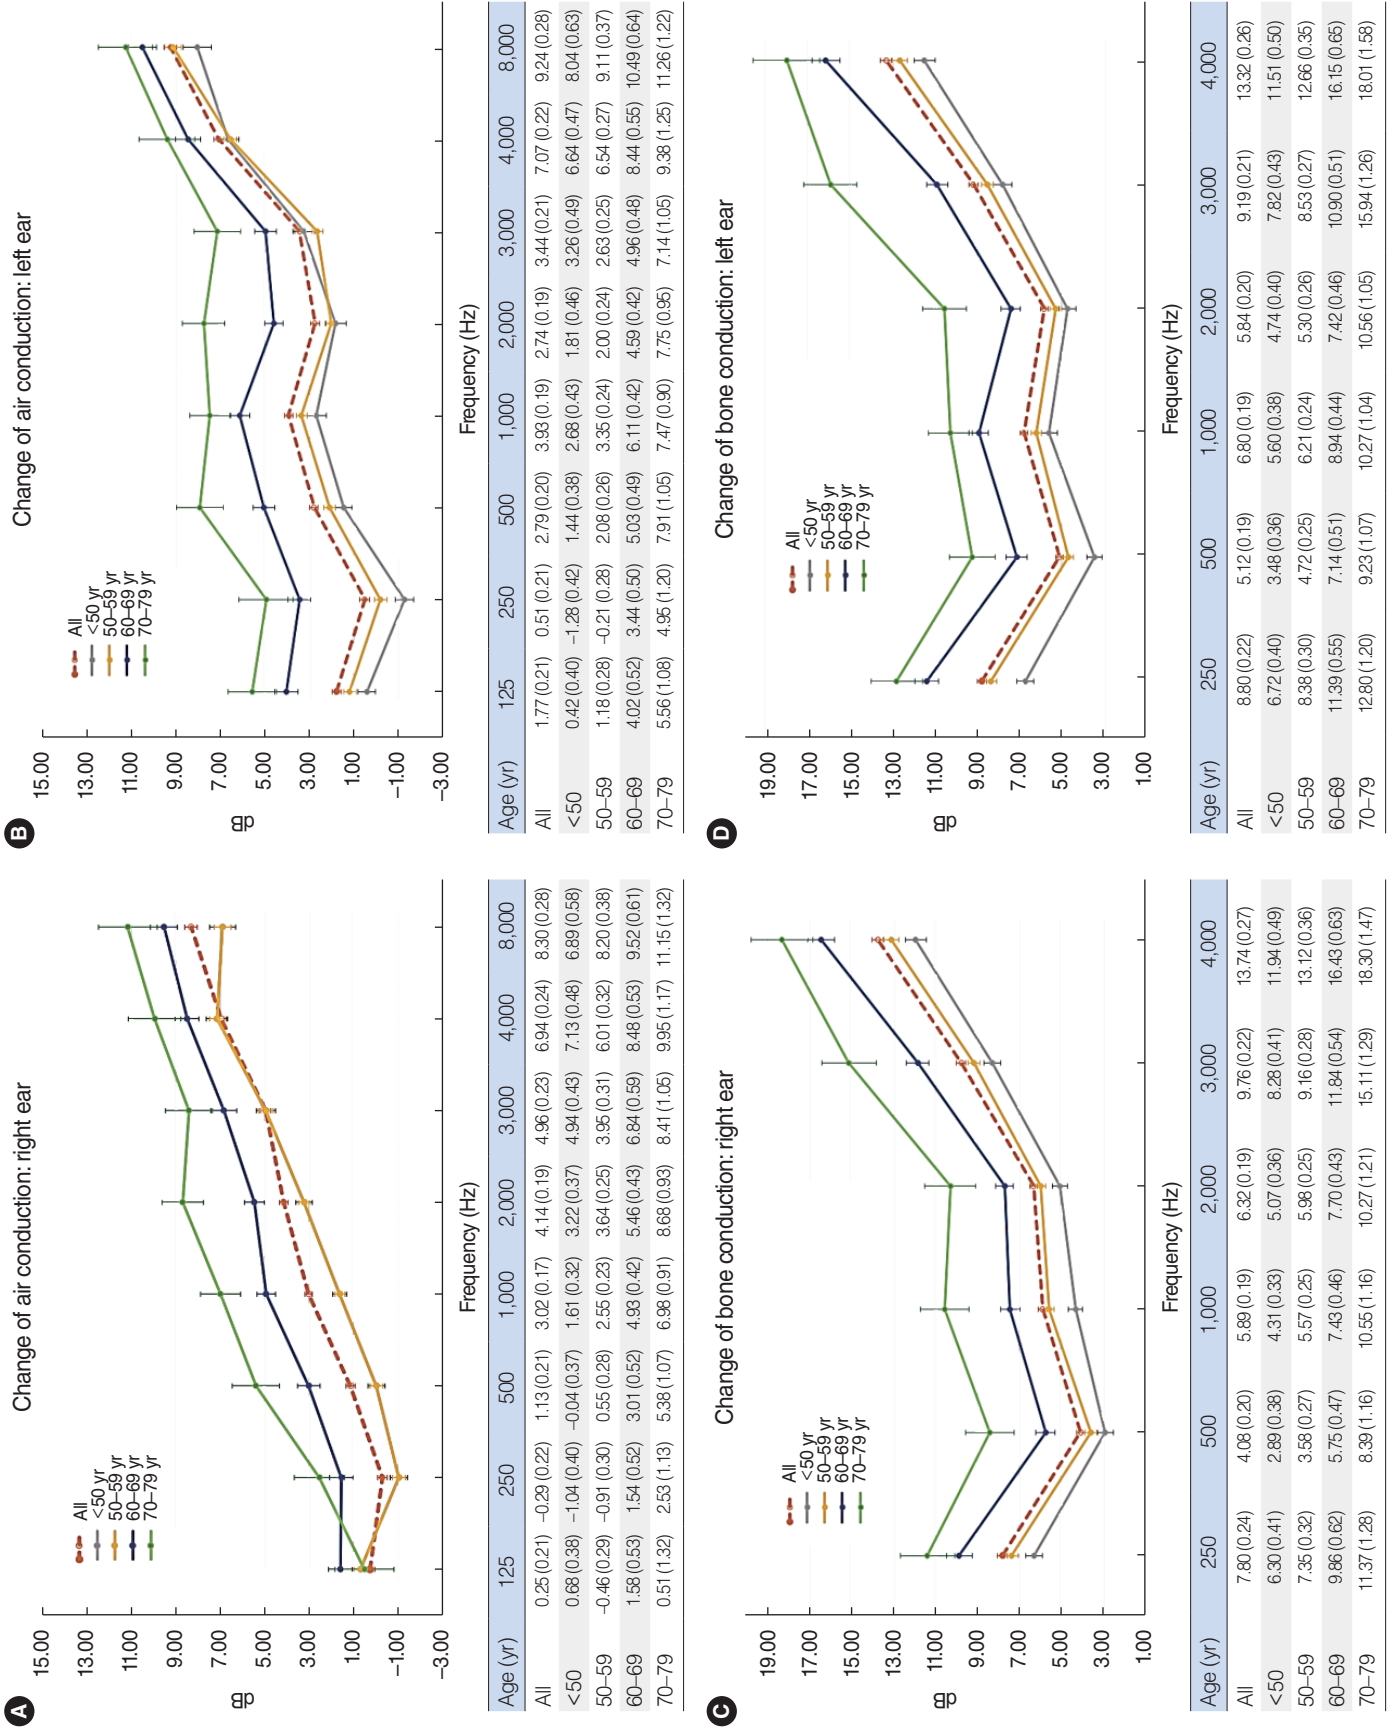 A
Change of air conduction: right ear
15.00
13.00
11.00
9.00
7.00
5.00
3.00
1.00
−1.00
−3.00
dB
All
<50 yr
50–59 yr
60–69 yr
70–79 yr
Frequency (Hz)
Age (yr) 125 250 500 1,000 2,000 3,000 4,000 8,000
All 0.25 (0.21) −0.29 (0.22) 1.13 (0.21) 3.02 (0.17) 4.14 (0.19) 4.96 (0.23) 6.94 (0.24) 8.30 (0.28)
<50 0.68 (0.38) −1.04 (0.40) −0.04 (0.37) 1.61 (0.32) 3.22 (0.37) 4.94 (0.43) 7.13 (0.48) 6.89 (0.58)
50–59 −0.46 (0.29) −0.91 (0.30) 0.55 (0.28) 2.55 (0.23) 3.64 (0.25) 3.95 (0.31) 6.01 (0.32) 8.20 (0.38)
60–69 1.58 (0.53) 1.54 (0.52) 3.01 (0.52) 4.93 (0.42) 5.46 (0.43) 6.84 (0.59) 8.48 (0.53) 9.52 (0.61)
70–79 0.51 (1.32) 2.53 (1.13) 5.38 (1.07) 6.98 (0.91) 8.68 (0.93) 8.41 (1.05) 9.95 (1.17) 11.15 (1.32)
B
Change of air conduction: left ear
15.00
13.00
11.00
9.00
7.00
5.00
3.00
1.00
−1.00
−3.00
dB
All
<50 yr
50–59 yr
60–69 yr
70–79 yr
Frequency (Hz)
Age (yr) 125 250 500 1,000 2,000 3,000 4,000 8,000
All 1.77 (0.21) 0.51 (0.21) 2.79 (0.20) 3.93 (0.19) 2.74 (0.19) 3.44 (0.21) 7.07 (0.22) 9.24 (0.28)
<50 0.42 (0.40) −1.28 (0.42) 1.44 (0.38) 2.68 (0.43) 1.81 (0.46) 3.26 (0.49) 6.64 (0.47) 8.04 (0.63)
50–59 1.18 (0.28) −0.21 (0.28) 2.08 (0.26) 3.35 (0.24) 2.00 (0.24) 2.63 (0.25) 6.54 (0.27) 9.11 (0.37)
60–69 4.02 (0.52) 3.44 (0.50) 5.03 (0.49) 6.11 (0.42) 4.59 (0.42) 4.96 (0.48) 8.44 (0.55) 10.49 (0.64)
70–79 5.56 (1.08) 4.95 (1.20) 7.91 (1.05) 7.47 (0.90) 7.75 (0.95) 7.14 (1.05) 9.38 (1.25) 11.26 (1.22)
C
Change of bone conduction: right ear
19.00
17.00
15.00
13.00
11.00
9.00
7.00
5.00
3.00
1.00
dB
All
<50 yr
50–59 yr
60–69 yr
70–79 yr
Frequency (Hz)
Age (yr) 250 500 1,000 2,000 3,000 4,000
All 7.80 (0.24) 4.08 (0.20) 5.89 (0.19) 6.32 (0.19) 9.76 (0.22) 13.74 (0.27)
<50 6.30 (0.41) 2.89 (0.38) 4.31 (0.33) 5.07 (0.36) 8.28 (0.41) 11.94 (0.49)
50–59 7.35 (0.32) 3.58 (0.27) 5.57 (0.25) 5.98 (0.25) 9.16 (0.28) 13.12 (0.36)
60–69 9.86 (0.62) 5.75 (0.47) 7.43 (0.46) 7.70 (0.43) 11.84 (0.54) 16.43 (0.63)
70–79 11.37 (1.28) 8.39 (1.16) 10.55 (1.16) 10.27 (1.21) 15.11 (1.29) 18.30 (1.47)
D
Change of bone conduction: left ear
19.00
17.00
15.00
13.00
11.00
9.00
7.00
5.00
3.00
1.00
dB
All
<50 yr
50–59 yr
60–69 yr
70–79 yr
Frequency (Hz)
Age (yr) 250 500 1,000 2,000 3,000 4,000
All 8.80 (0.22) 5.12 (0.19) 6.80 (0.19) 5.84 (0.20) 9.19 (0.21) 13.32 (0.26)
<50 6.72 (0.40) 3.48 (0.36) 5.60 (0.38) 4.74 (0.40) 7.82 (0.43) 11.51 (0.50)
50–59 8.38 (0.30) 4.72 (0.25) 6.21 (0.24) 5.30 (0.26) 8.53 (0.27) 12.66 (0.35)
60–69 11.39 (0.55) 7.14 (0.51) 8.94 (0.44) 7.42 (0.46) 10.90 (0.51) 16.15 (0.65)
70–79 12.80 (1.20) 9.23 (1.07) 10.27 (1.04) 10.56 (1.05) 15.94 (1.26) 18.01 (1.58)